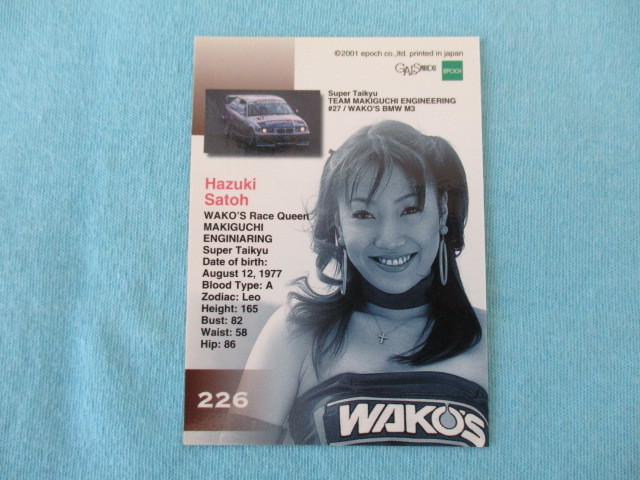 ©2001 epoch co.,ltd. printed in japan
EPOCH
Super Taikyu
TEAM MAKIGUCHI ENGINEERING
#27 / WAKO'S BMW M3
Hazuki
Satoh
WAKO'S Race Queen
MAKIGUCHI
ENGINIARING
Super Taikyu
Date of birth:
August 12, 1977
Blood Type: A
Zodiac: Leo
Height: 165
Bust: 82
Waist: 58
Hip: 86
226
WAKO'S